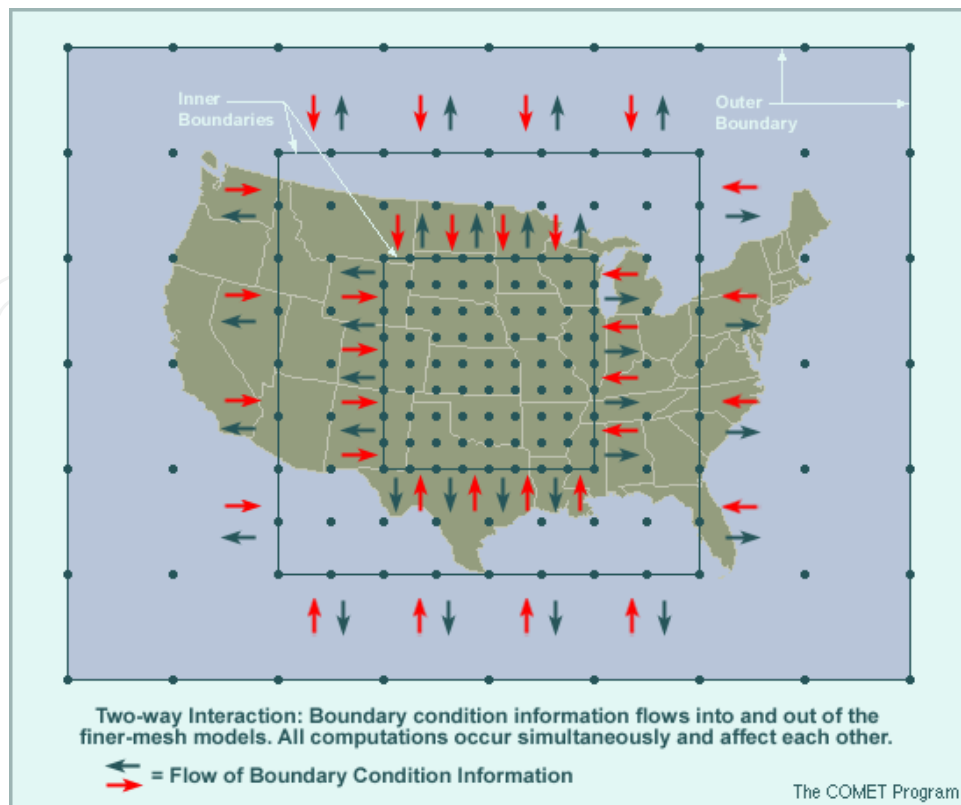 Inner
Boundaries
Outer
Boundary
Two-way Interaction: Boundary condition information flows into and out of the
finer-mesh models. All computations occur simultaneously and affect each other.
= Flow of Boundary Condition Information
The COMET Program